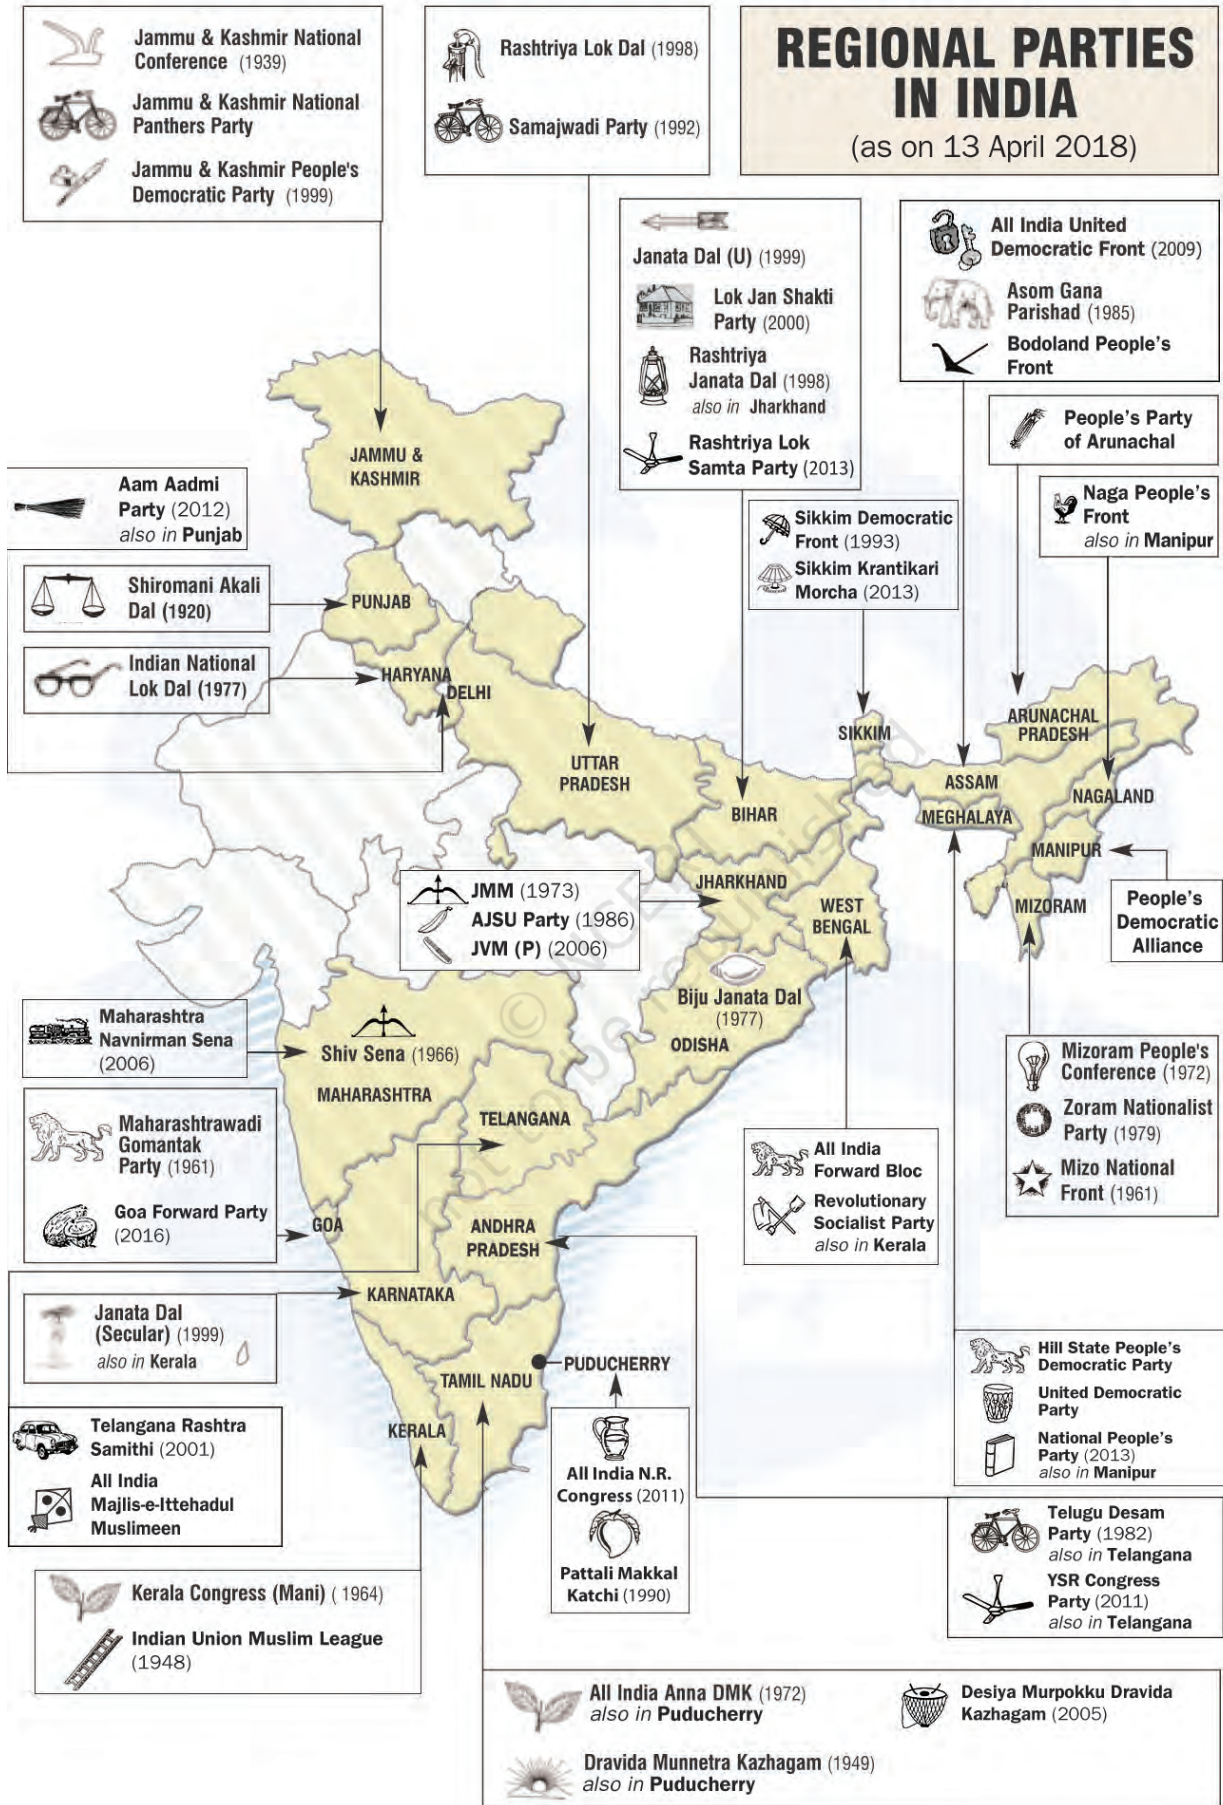 REGIONAL PARTIES
IN INDIA
(as on 13 April 2018)
Jammu & Kashmir National
Conference (1939)
Jammu & Kashmir National
Panthers Party
Jammu & Kashmir People's
Democratic Party (1999)
Rashtriya Lok Dal (1998)
Samajwadi Party (1992)
Janata Dal (U) (1999)
Lok Jan Shakti
Party (2000)
Rashtriya
Janata Dal (1998)
also in Jharkhand
Rashtriya Lok
Samta Party (2013)
All India United
Democratic Front (2009)
Asom Gana
Parishad (1985)
Bodoland People's
Front
People's Party
of Arunachal
Naga People's
Front
also in Manipur
Sikkim Democratic
Front (1993)
Sikkim Krantikari
Morcha (2013)
Aam Aadmi
Party (2012)
also in Punjab
Shiromani Akali
Dal (1920)
Indian National
Lok Dal (1977)
JAMMU &
KASHMIR
PUNJAB
HARYANA
DELHI
UTTAR
PRADESH
BIHAR
SIKKIM
ARUNACHAL
PRADESH
ASSAM
NAGALAND
MEGHALAYA
MANIPUR
MIZORAM
JHARKHAND
WEST
BENGAL
JMM (1973)
AJSU Party (1986)
JVM (P) (2006)
People's
Democratic
Alliance
Biju Janata Dal
(1977)
ODISHA
Maharashtra
Navnirman Sena
(2006)
Shiv Sena (1966)
MAHARASHTRA
TELANGANA
Maharashtrawadi
Gomantak
Party (1961)
Goa Forward Party
(2016)
GOA
ANDHRA
PRADESH
KARNATAKA
Mizoram People's
Conference (1972)
Zoram Nationalist
Party (1979)
Mizo National
Front (1961)
All India
Forward Bloc
Revolutionary
Socialist Party
also in Kerala
Janata Dal
(Secular) (1999)
also in Kerala
PUDUCHERRY
TAMIL NADU
KERALA
Hill State People's
Democratic Party
United Democratic
Party
National People's
Party (2013)
also in Manipur
Telangana Rashtra
Samithi (2001)
All India
Majlis-e-Ittehadul
Muslimeen
All India N.R.
Congress (2011)
Pattali Makkal
Katchi (1990)
Telugu Desam
Party (1982)
also in Telangana
YSR Congress
Party (2011)
also in Telangana
Kerala Congress (Mani) ( 1964)
Indian Union Muslim League
(1948)
All India Anna DMK (1972)
also in Puducherry
Desiya Murpokku Dravida
Kazhagam (2005)
Dravida Munnetra Kazhagam (1949)
also in Puducherry
© NCERT
not to be republished